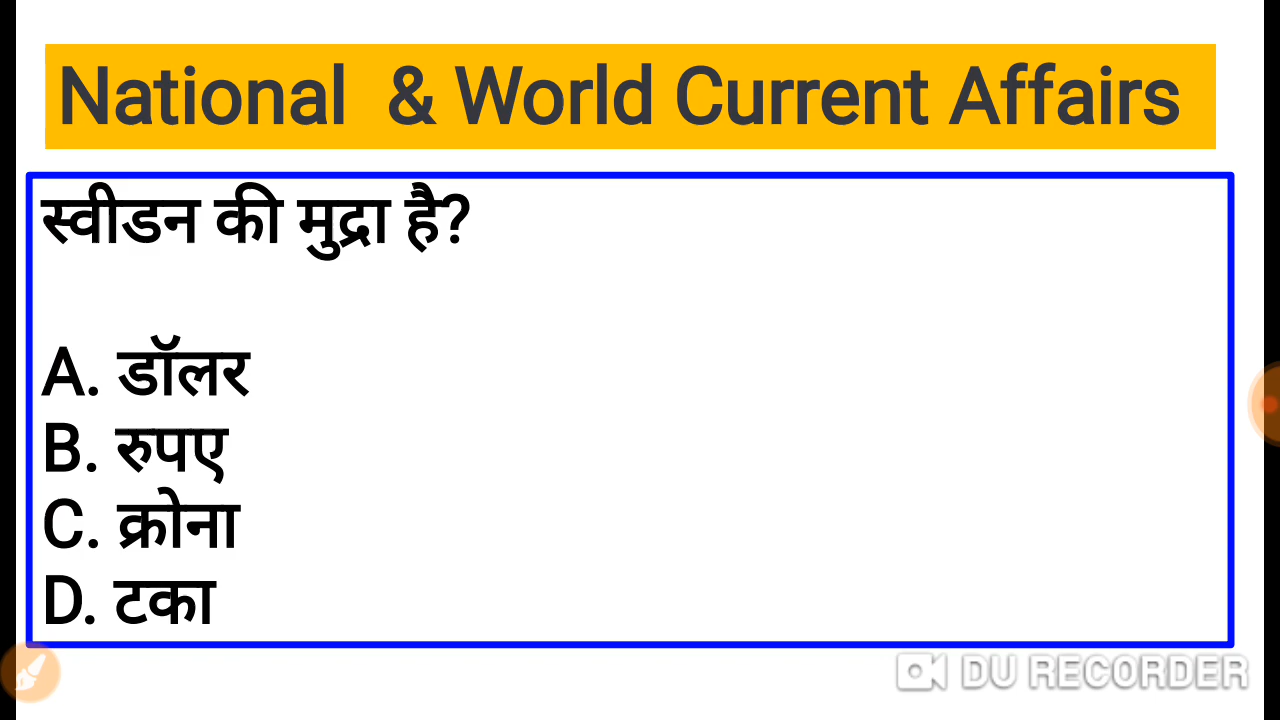 National & World Current Affairs
स्वीडन की मुद्रा है?
A. डॉलर
B. रुपए
C. क्रोना
D. टका
DU RECORDER